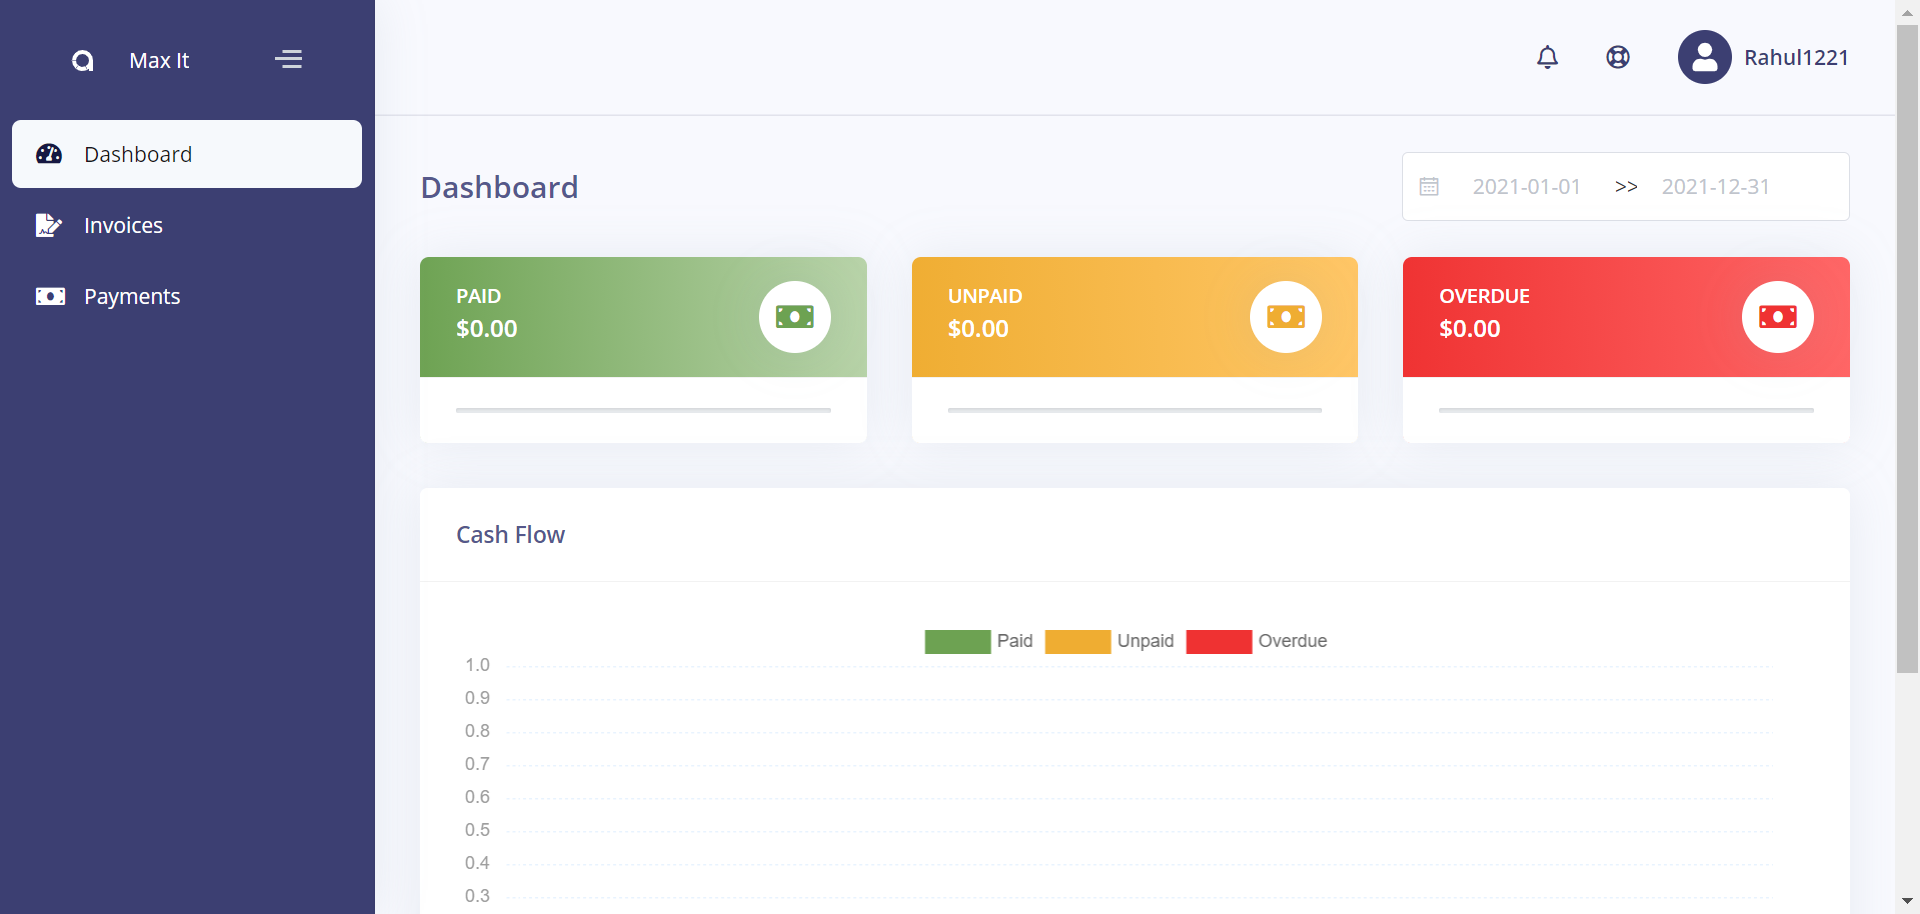 Max It
Rahul1221
Dashboard
Invoices
Payments
Dashboard
2021-01-01 >> 2021-12-31
PAID
$0.00
UNPAID
$0.00
OVERDUE
$0.00
Cash Flow
Paid Unpaid Overdue
1.0
0.9
0.8
0.7
0.6
0.5
0.4
0.3